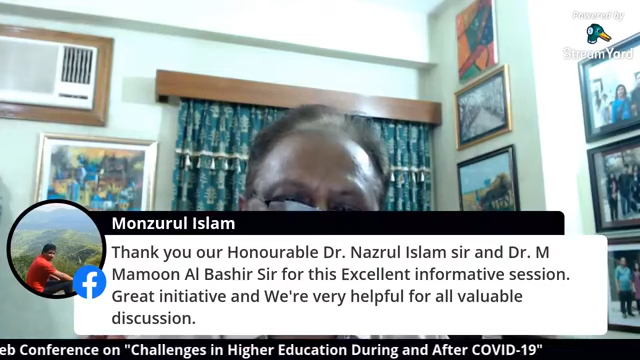 Powered by
StreamYard
Monzurul Islam
Thank you our Honourable Dr. Nazrul Islam sir and Dr. M
Mamoon Al Bashir Sir for this Excellent informative session.
Great initiative and We're very helpful for all valuable
discussion.
eb Conference on "Challenges in Higher Education During and After COVID-19"